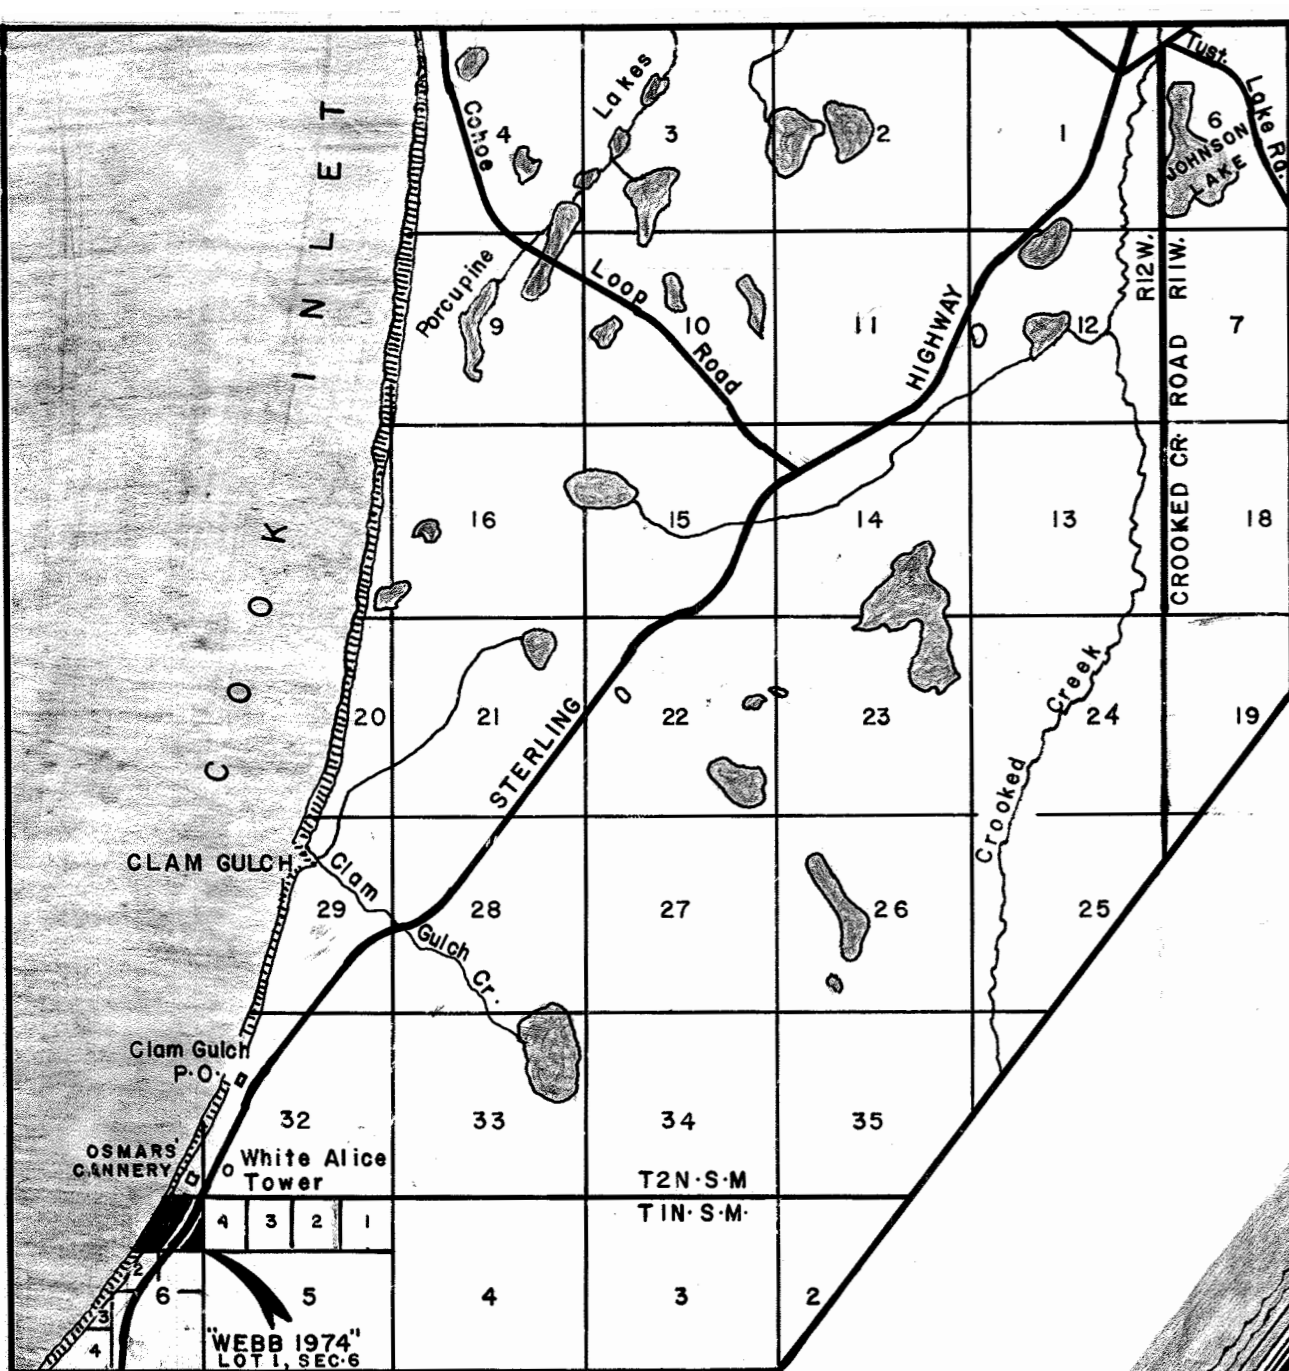 COOK INLET
Cohoe
Loop
Road
Porcupine
Lakes
4
3
2
1
6
JOHNSON
LAKE
Tust.
Lake Rd.
R12W.
R11W.
CROOKED CR. ROAD
9
10
11
12
7
HIGHWAY
16
15
14
13
18
20
21
22
23
24
19
STERLING
Crooked
Creek
CLAM GULCH
Clam
Gulch
Cr.
29
28
27
26
25
Clam Gulch
P.O.
32
33
34
35
OSMARS'
CANNERY
White Alice
Tower
T2N.S.M
T1N.S.M.
4
3
2
1
2
3
4
6
5
4
3
2
"WEBB 1974"
LOT 1, SEC.6